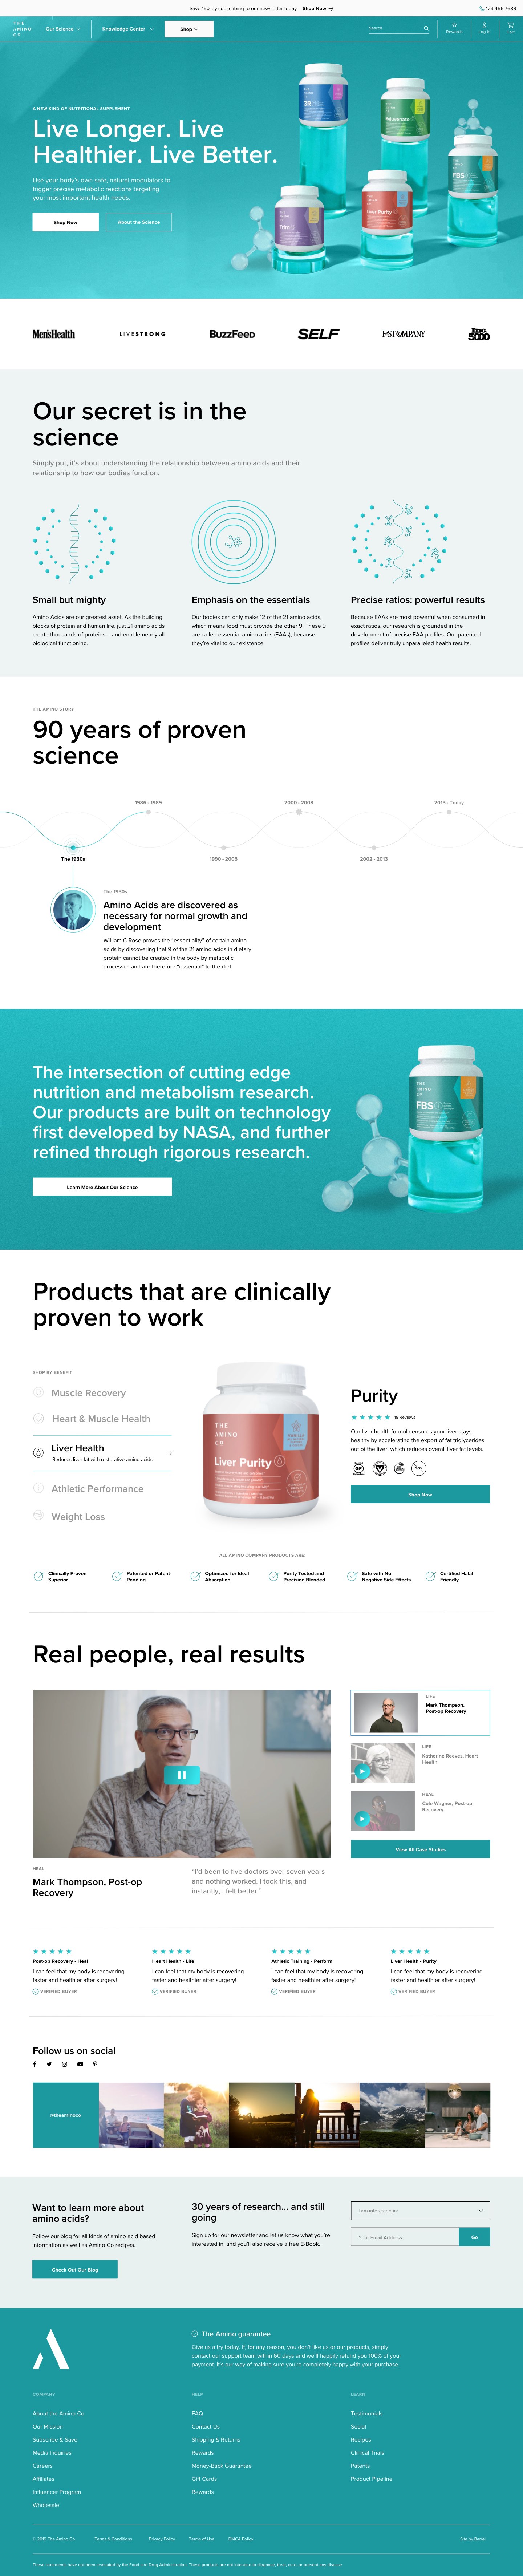 Save 15% by subscribing to our newsletter today Shop Now
123.456.7689
THE
AMINO
CO
Our Science
Knowledge Center
Shop
Search
Rewards
Log In
Cart
A NEW KIND OF NUTRITIONAL SUPPLEMENT
Live Longer. Live
Healthier. Live Better.
Use your body's own safe, natural modulators to
trigger precise metabolic reactions targeting
your most important health needs.
Shop Now
About the Science
Rejuvenate
FBS
Liver Purity
Men'sHealth
LIVESTRONG
BuzzFeed
SELF
FAST COMPANY
Inc.
5000
Our secret is in the
science
Simply put, it's about understanding the relationship between amino acids and their
relationship to how our bodies function.
Small but mighty
Amino Acids are our greatest asset. As the building
blocks of protein and human life, just 21 amino acids
create thousands of proteins – and enable nearly all
biological functioning.
Emphasis on the essentials
Our bodies can only make 12 of the 21 amino acids,
which means food must provide the other 9. These 9
are called essential amino acids (EAAs), because
they're vital to our existence.
Precise ratios: powerful results
Because EAAs are most powerful when consumed in
exact ratios, our research is grounded in the
development of precise EAA profiles. Our patented
profiles deliver truly unparalleled health results.
THE AMINO STORY
90 years of proven
science
1986 - 1989
2000 - 2008
2013 - Today
The 1930s
1990 - 2005
2002 - 2013
The 1930s
Amino Acids are discovered as
necessary for normal growth and
development
William C Rose proves the "essentiality" of certain amino
acids by discovering that 9 of the 21 amino acids in dietary
protein cannot be created in the body by metabolic
processes and are therefore "essential" to the diet.
The intersection of cutting edge
nutrition and metabolism research.
Our products are built on technology
first developed by NASA, and further
refined through rigorous research.
Learn More About Our Science
THE
AMINO
CO
FBS
Products that are clinically
proven to work
SHOP BY BENEFIT
Muscle Recovery
Heart & Muscle Health
Liver Health
Reduces liver fat with restorative amino acids
Athletic Performance
Weight Loss
THE
AMINO
CO
Liver Purity
Purity
18 Reviews
Our liver health formula ensures your liver stays
healthy by accelerating the export of fat triglycerides
out of the liver, which reduces overall liver fat levels.
GF
Shop Now
ALL AMINO COMPANY PRODUCTS ARE:
Clinically Proven
Superior
Patented or Patent-
Pending
Optimized for Ideal
Absorption
Purity Tested and
Precision Blended
Safe with No
Negative Side Effects
Certified Halal
Friendly
Real people, real results
LIFE
Mark Thompson,
Post-op Recovery
LIFE
Katherine Reeves, Heart
Health
HEAL
Cate Wagner, Post-op
Recovery
View All Case Studies
HEAL
Mark Thompson, Post-op
Recovery
"I'd been to five doctors over seven years
and nothing worked. I took this, and
instantly, I felt better."
Post-op Recovery • Heal
I can feel that my body is recovering
faster and healthier after surgery!
VERIFIED BUYER
Heart Health • Life
I can feel that my body is recovering
faster and healthier after surgery!
VERIFIED BUYER
Athletic Training • Perform
I can feel that my body is recovering
faster and healthier after surgery!
VERIFIED BUYER
Liver Health • Purity
I can feel that my body is recovering
faster and healthier after surgery!
VERIFIED BUYER
Follow us on social
@theaminoco
Want to learn more about
amino acids?
Follow our blog for all kinds of amino acid based
information as well as Amino Co recipes.
Check Out Our Blog
30 years of research... and still
going
Sign up for our newsletter and let us know what you're
interested in, and you'll also receive a free E-Book.
I am interested in:
Your Email Address
Go
The Amino guarantee
Give us a try today. If, for any reason, you don't like us or our products, simply
contact our support team within 60 days and we'll happily refund you 100% of your
payment. It's our way of making sure you're completely happy with your purchase.
COMPANY
About the Amino Co
Our Mission
Subscribe & Save
Media Inquiries
Careers
Affiliates
Influencer Program
Wholesale
HELP
FAQ
Contact Us
Shipping & Returns
Rewards
Money-Back Guarantee
Gift Cards
Rewards
LEARN
Testimonials
Social
Recipes
Clinical Trials
Patents
Product Pipeline
© 2019 The Amino Co
Terms & Conditions
Privacy Policy
Terms of Use
DMCA Policy
Site by Barrel
These statements have not been evaluated by the Food and Drug Administration. These products are not intended to diagnose, treat, cure, or prevent any disease